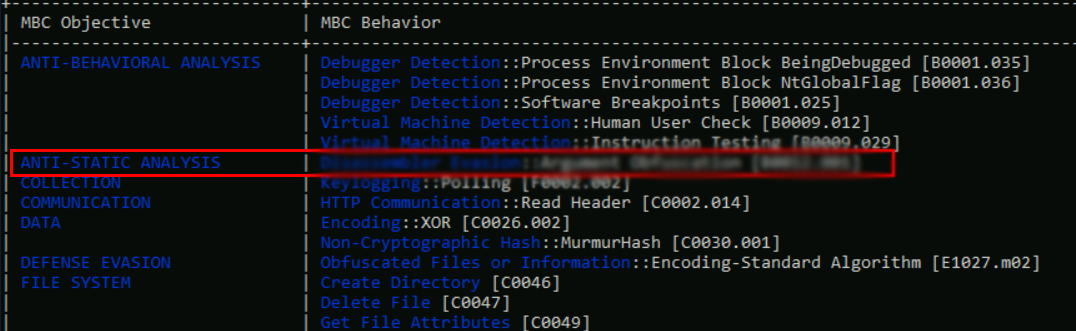 MBC Objective | MBC Behavior
ANTI-BEHAVIORAL ANALYSIS | Debugger Detection::Process Environment Block BeingDebugged [B0001.035]
| Debugger Detection::Process Environment Block NtGlobalFlag [B0001.036]
| Debugger Detection::Software Breakpoints [B0001.025]
| Virtual Machine Detection::Human User Check [B0009.012]
| Virtual Machine Detection::Instruction Testing [B0009.029]
ANTI-STATIC ANALYSIS |
COLLECTION | Keylogging::Polling [F0002.002]
COMMUNICATION | HTTP Communication::Read Header [C0002.014]
DATA | Encoding::XOR [C0026.002]
| Non-Cryptographic Hash::MurmurHash [C0030.001]
DEFENSE EVASION | Obfuscated Files or Information::Encoding-Standard Algorithm [E1027.m02]
FILE SYSTEM | Create Directory [C0046]
| Delete File [C0047]
| Get File Attributes [C0049]